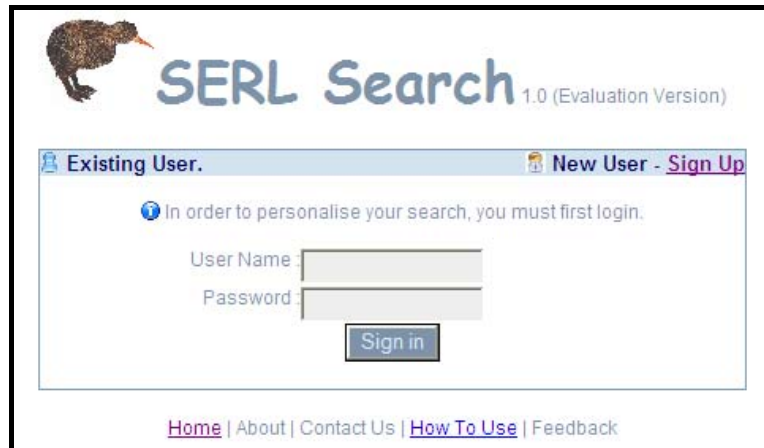 SERL Search 1.0 (Evaluation Version)
Existing User. New User - Sign Up
In order to personalise your search, you must first login.
User Name :
Password :
Sign in
Home | About | Contact Us | How To Use | Feedback